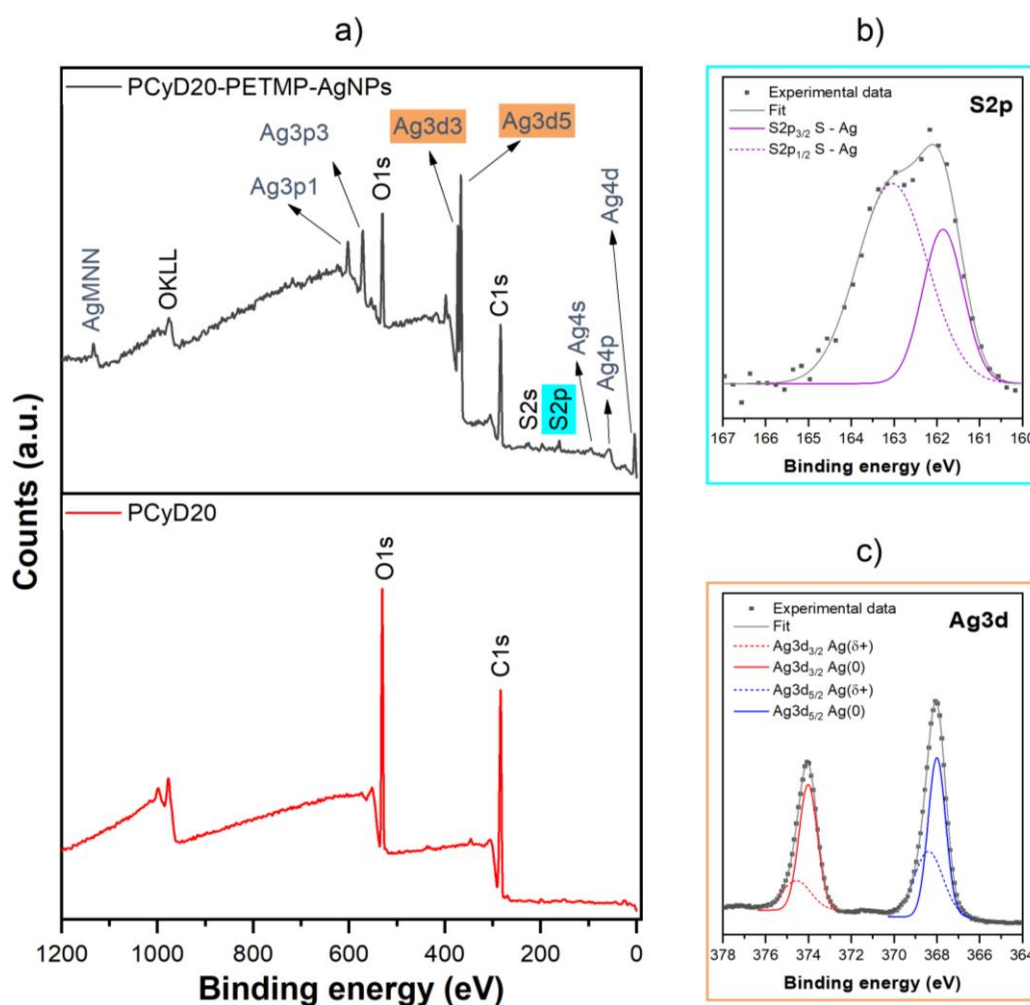 a)
PCyD20-PETMP-AgNPs
Ag3p3
Ag3d3
Ag3d5
Ag3p1
O1s
Ag4d
AgMNN
OKLL
C1s
Ag4s
Ag4p
S2s
S2p
PCyD20
O1s
C1s
Counts (a.u.)
1200 1000 800 600 400 200 0
Binding energy (eV)
b)
Experimental data
Fit
S2p3/2 S - Ag
S2p1/2 S - Ag
S2p
167 166 165 164 163 162 161 160
Binding energy (eV)
c)
Experimental data
Fit
Ag3d3/2 Ag(δ+)
Ag3d3/2 Ag(0)
Ag3d5/2 Ag(δ+)
Ag3d5/2 Ag(0)
Ag3d
378 376 374 372 370 368 366 364
Binding energy (eV)